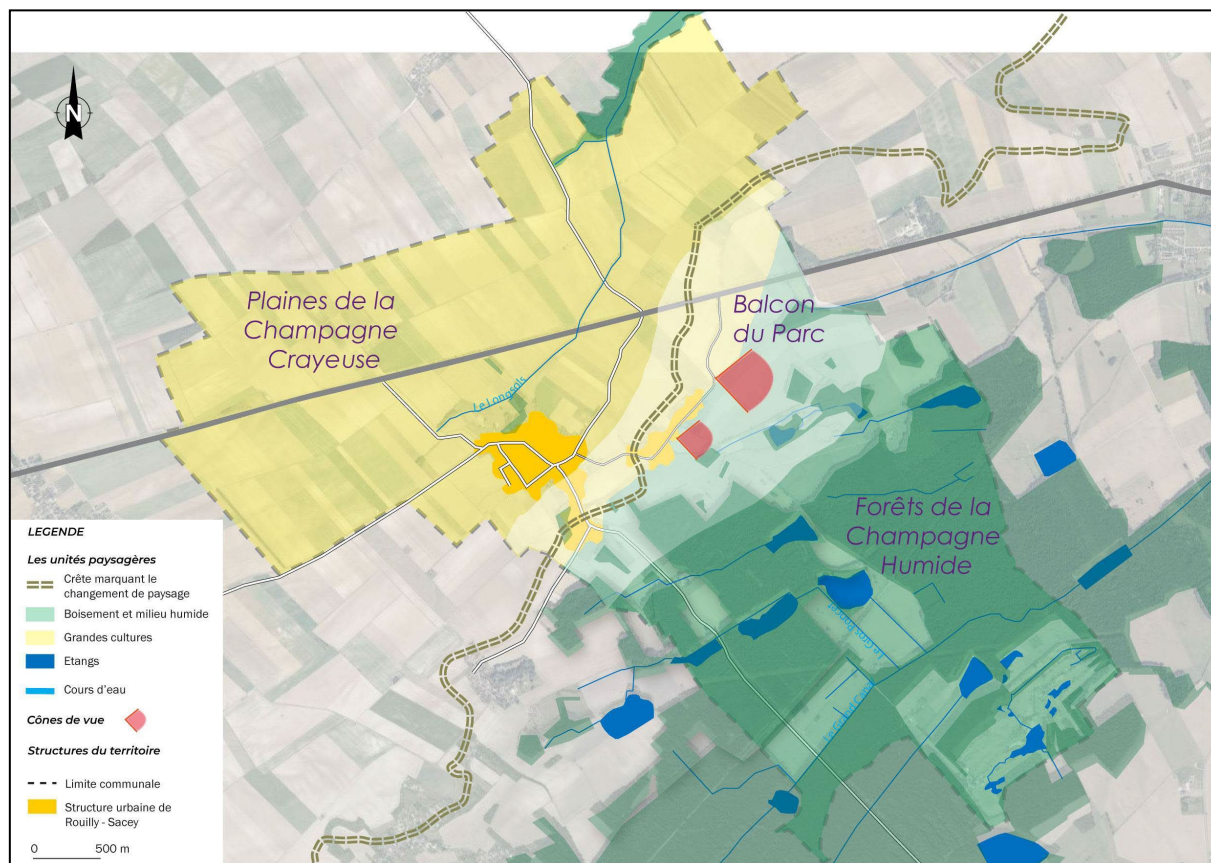 N
Plaines de la
Champagne
Crayeuse
Balcon
du Parc
Le Longsols
Forêts de la
Champagne
Humide
LEGENDE
Les unités paysagères
Crête marquant le
changement de paysage
Boisement et milieu humide
Grandes cultures
Etangs
Cours d'eau
Cônes de vue
Structures du territoire
Limite communale
Structure urbaine de
Rouilly - Sacey
0 500 m